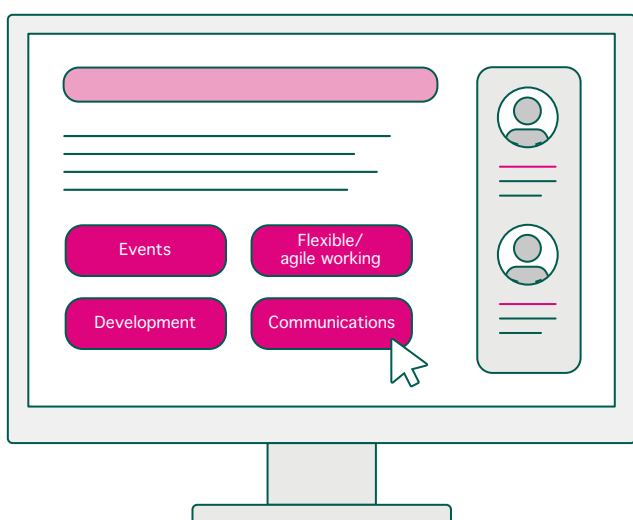 Events
Flexible/
agile working
Development
Communications